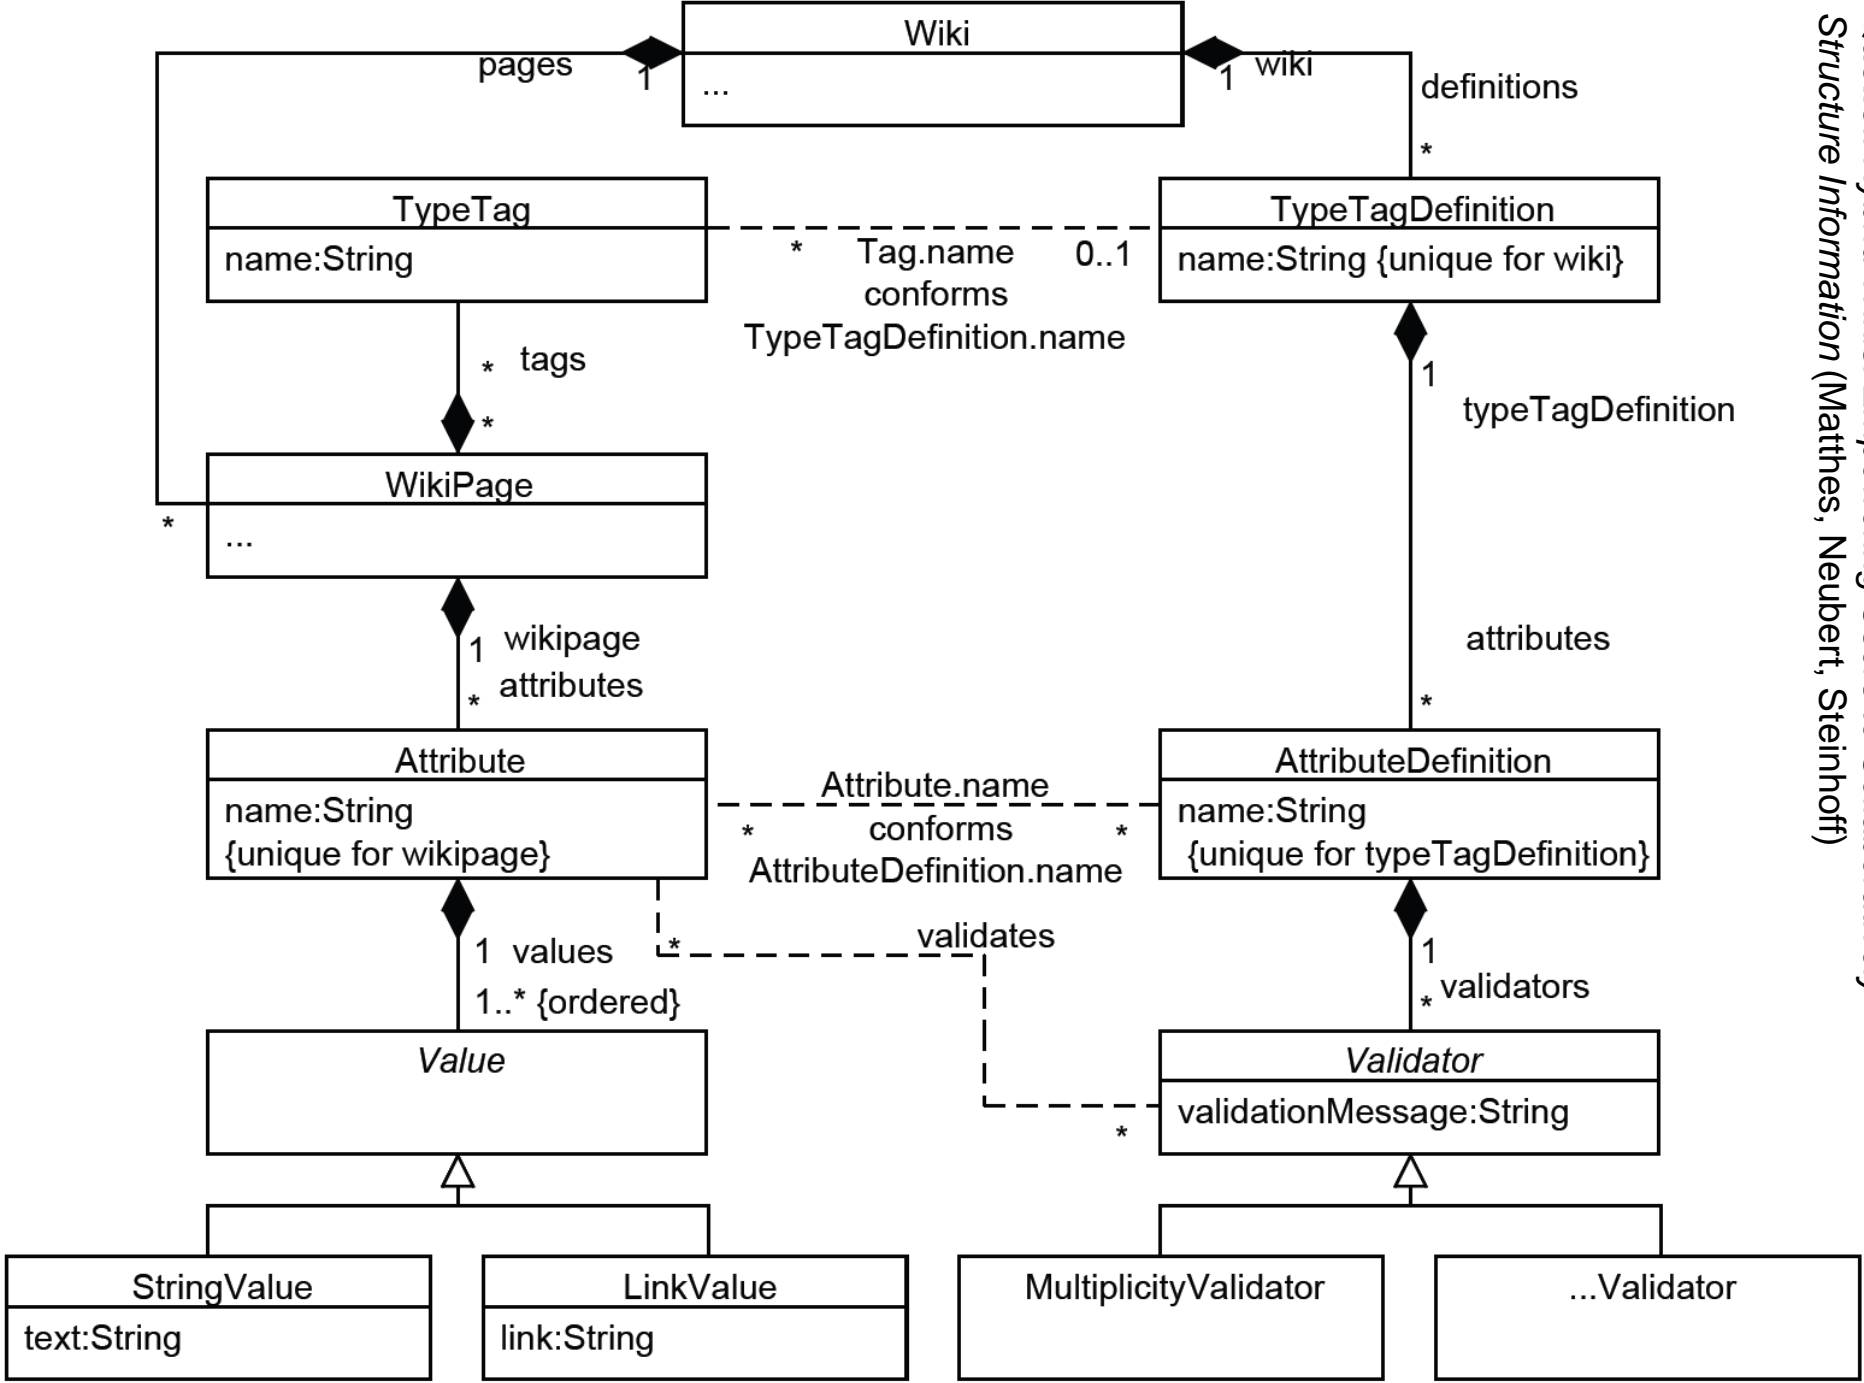 Wiki
...
pages
1
1
wiki
definitions
*
TypeTag
name:String
*
Tag.name
conforms
TypeTagDefinition.name
0..1
TypeTagDefinition
name:String {unique for wiki}
*
tags
*
1
typeTagDefinition
WikiPage
...
*
1
wikipage
attributes
*
attributes
*
Attribute
name:String
{unique for wikipage}
Attribute.name
conforms
AttributeDefinition.name
*
*
AttributeDefinition
name:String
{unique for typeTagDefinition}
1
values
1..* {ordered}
*
validates
*
1
validators
*
Value
Validator
validationMessage:String
StringValue
text:String
LinkValue
link:String
MultiplicityValidator
...Validator
Structure Information (Matthes, Neubert, Steinhoff)